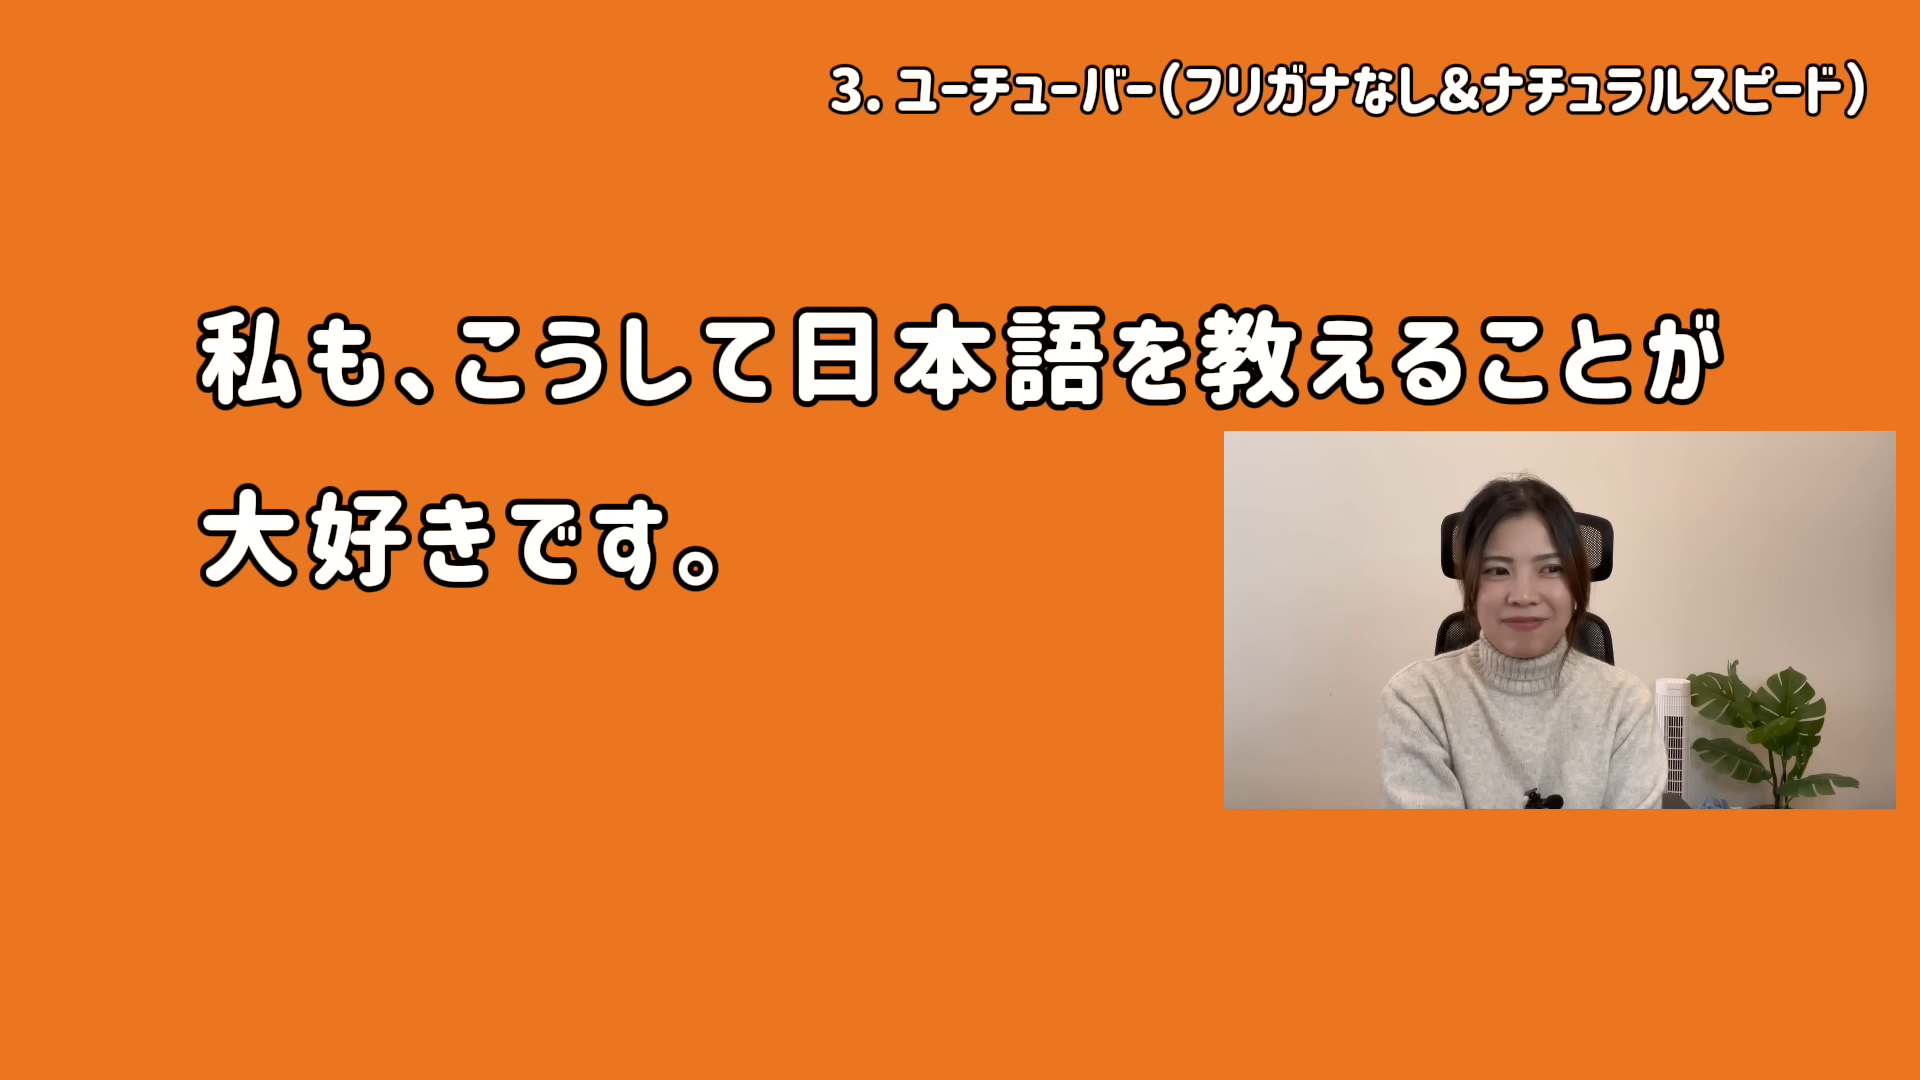 3. ユーチューバー(フリガナなし&ナチュラルスピード)
私も、こうして日本語を教えることが
大好きです。